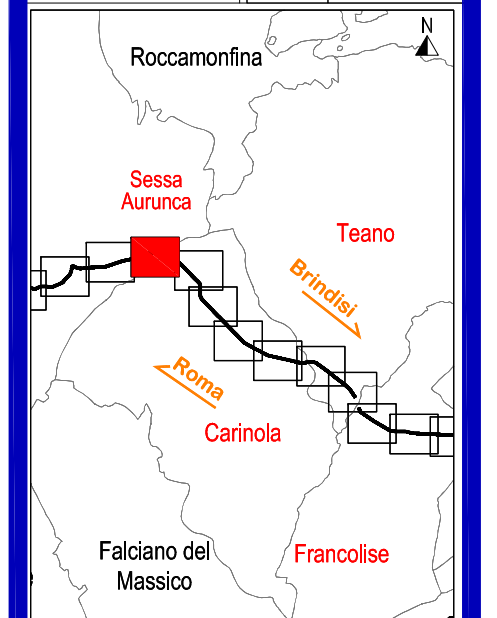 N
Roccamonfina
Sessa
Aurunca
Teano
Brindisi
Roma
Carinola
Falciano del
Massico
Francolise